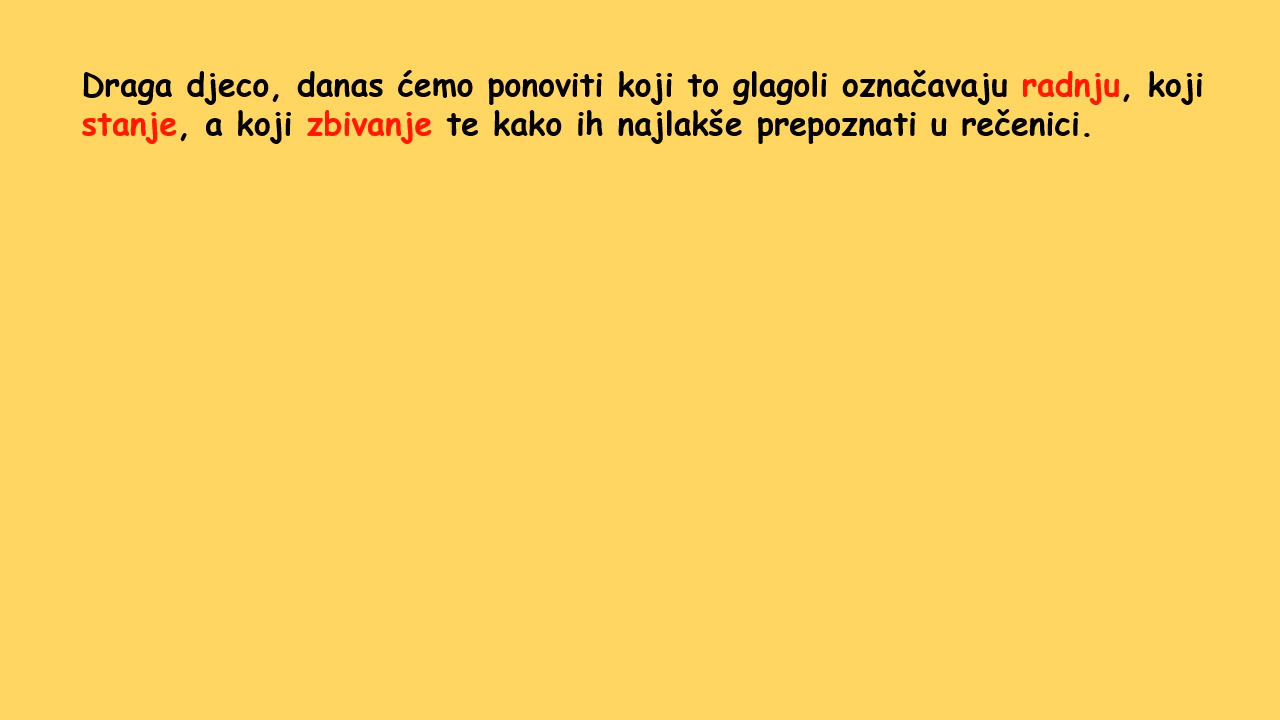 Draga djeco, danas ćemo ponoviti koji to glagoli označavaju radnju, koji
stanje, a koji zbivanje te kako ih najlakše prepoznati u rečenici.